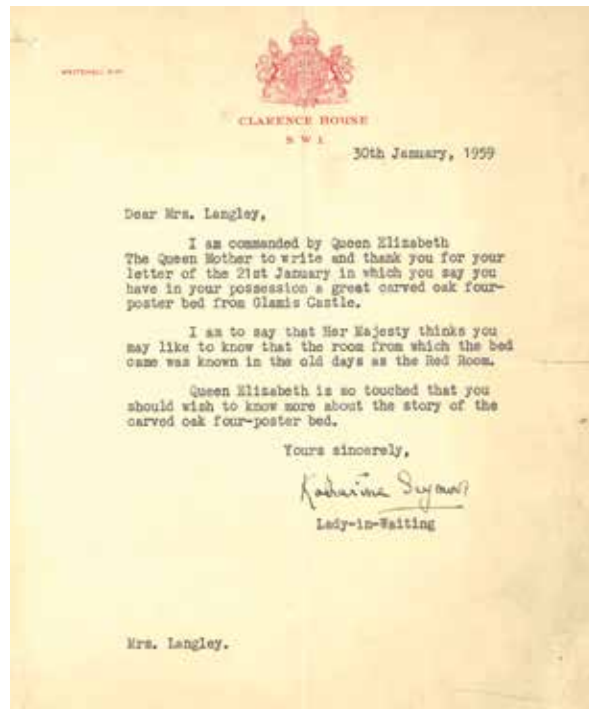 WHITEHALL
CLARENCE HOUSE
S. W. 1
30th January, 1959
Dear Mrs. Langley,
I am commanded by Queen Elizabeth
The Queen Mother to write and thank you for your
letter of the 21st January in which you say you
have in your possession a great carved oak four-
poster bed from Glamis Castle.
I am to say that Her Majesty thinks you
may like to know that the room from which the bed
came was known in the old days as the Red Room.
Queen Elizabeth is so touched that you
should wish to know more about the story of the
carved oak four-poster bed.
Yours sincerely,
Katharine Seymour
Lady-in-Waiting
Mrs. Langley.